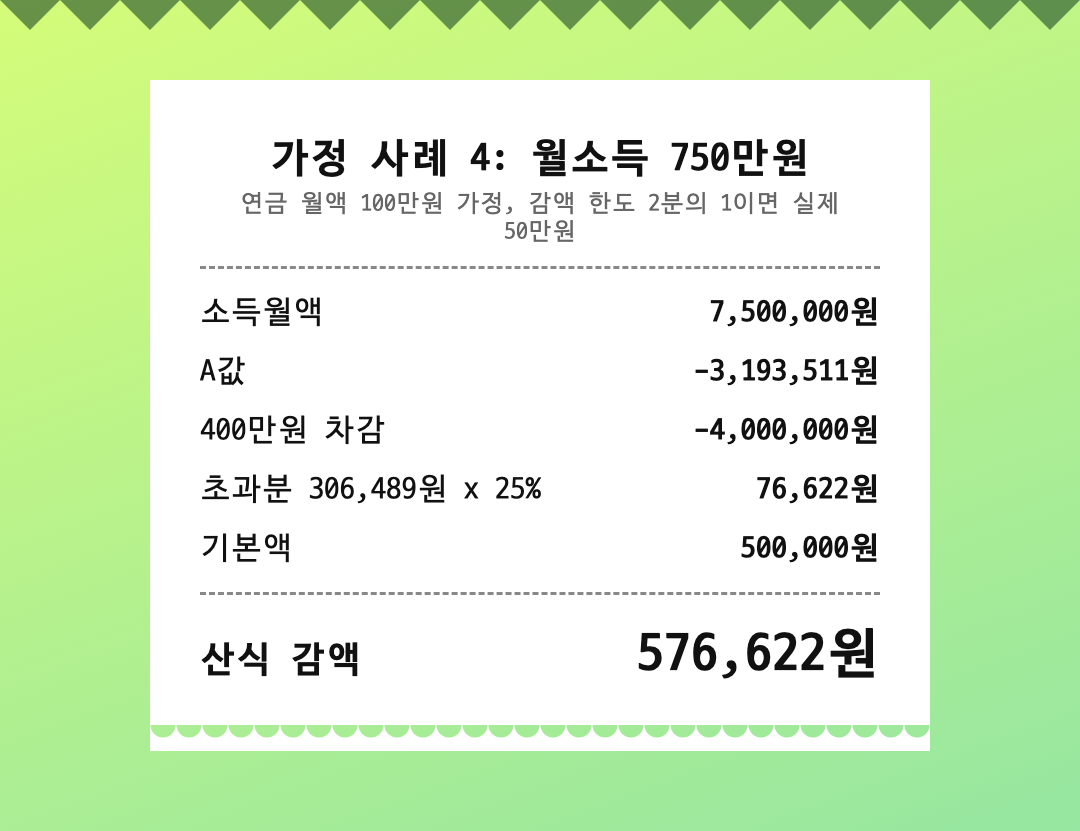 가정 사례 4: 월소득 750만원
연금 월액 100만원 가정, 감액 한도 2분의 1이면 실제
50만원
소득월액 7,500,000원
A값 -3,193,511원
400만원 차감 -4,000,000원
초과분 306,489원 x 25% 76,622원
기본액 500,000원
산식 감액 576,622원